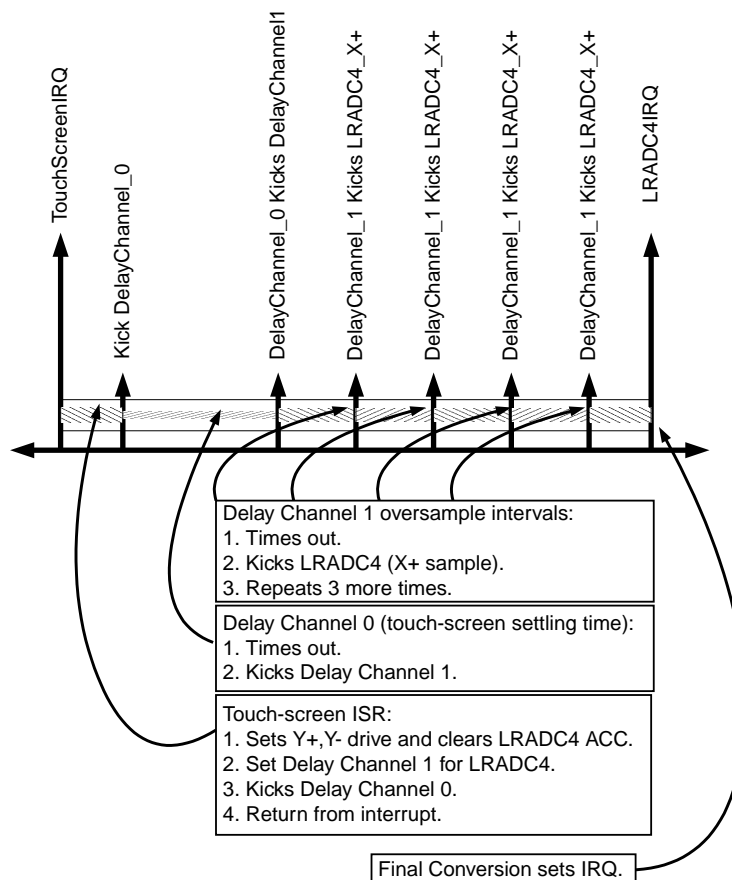 TouchScreenIRQ
Kick DelayChannel_0
DelayChannel_0 Kicks DelayChannel1
DelayChannel_1 Kicks LRADC4_X+
DelayChannel_1 Kicks LRADC4_X+
DelayChannel_1 Kicks LRADC4_X+
DelayChannel_1 Kicks LRADC4_X+
LRADC4IRQ
Delay Channel 1 oversample intervals:
1. Times out.
2. Kicks LRADC4 (X+ sample).
3. Repeats 3 more times.
Delay Channel 0 (touch-screen settling time):
1. Times out.
2. Kicks Delay Channel 1.
Touch-screen ISR:
1. Sets Y+,Y- drive and clears LRADC4 ACC.
2. Set Delay Channel 1 for LRADC4.
3. Kicks Delay Channel 0.
4. Return from interrupt.
Final Conversion sets IRQ.